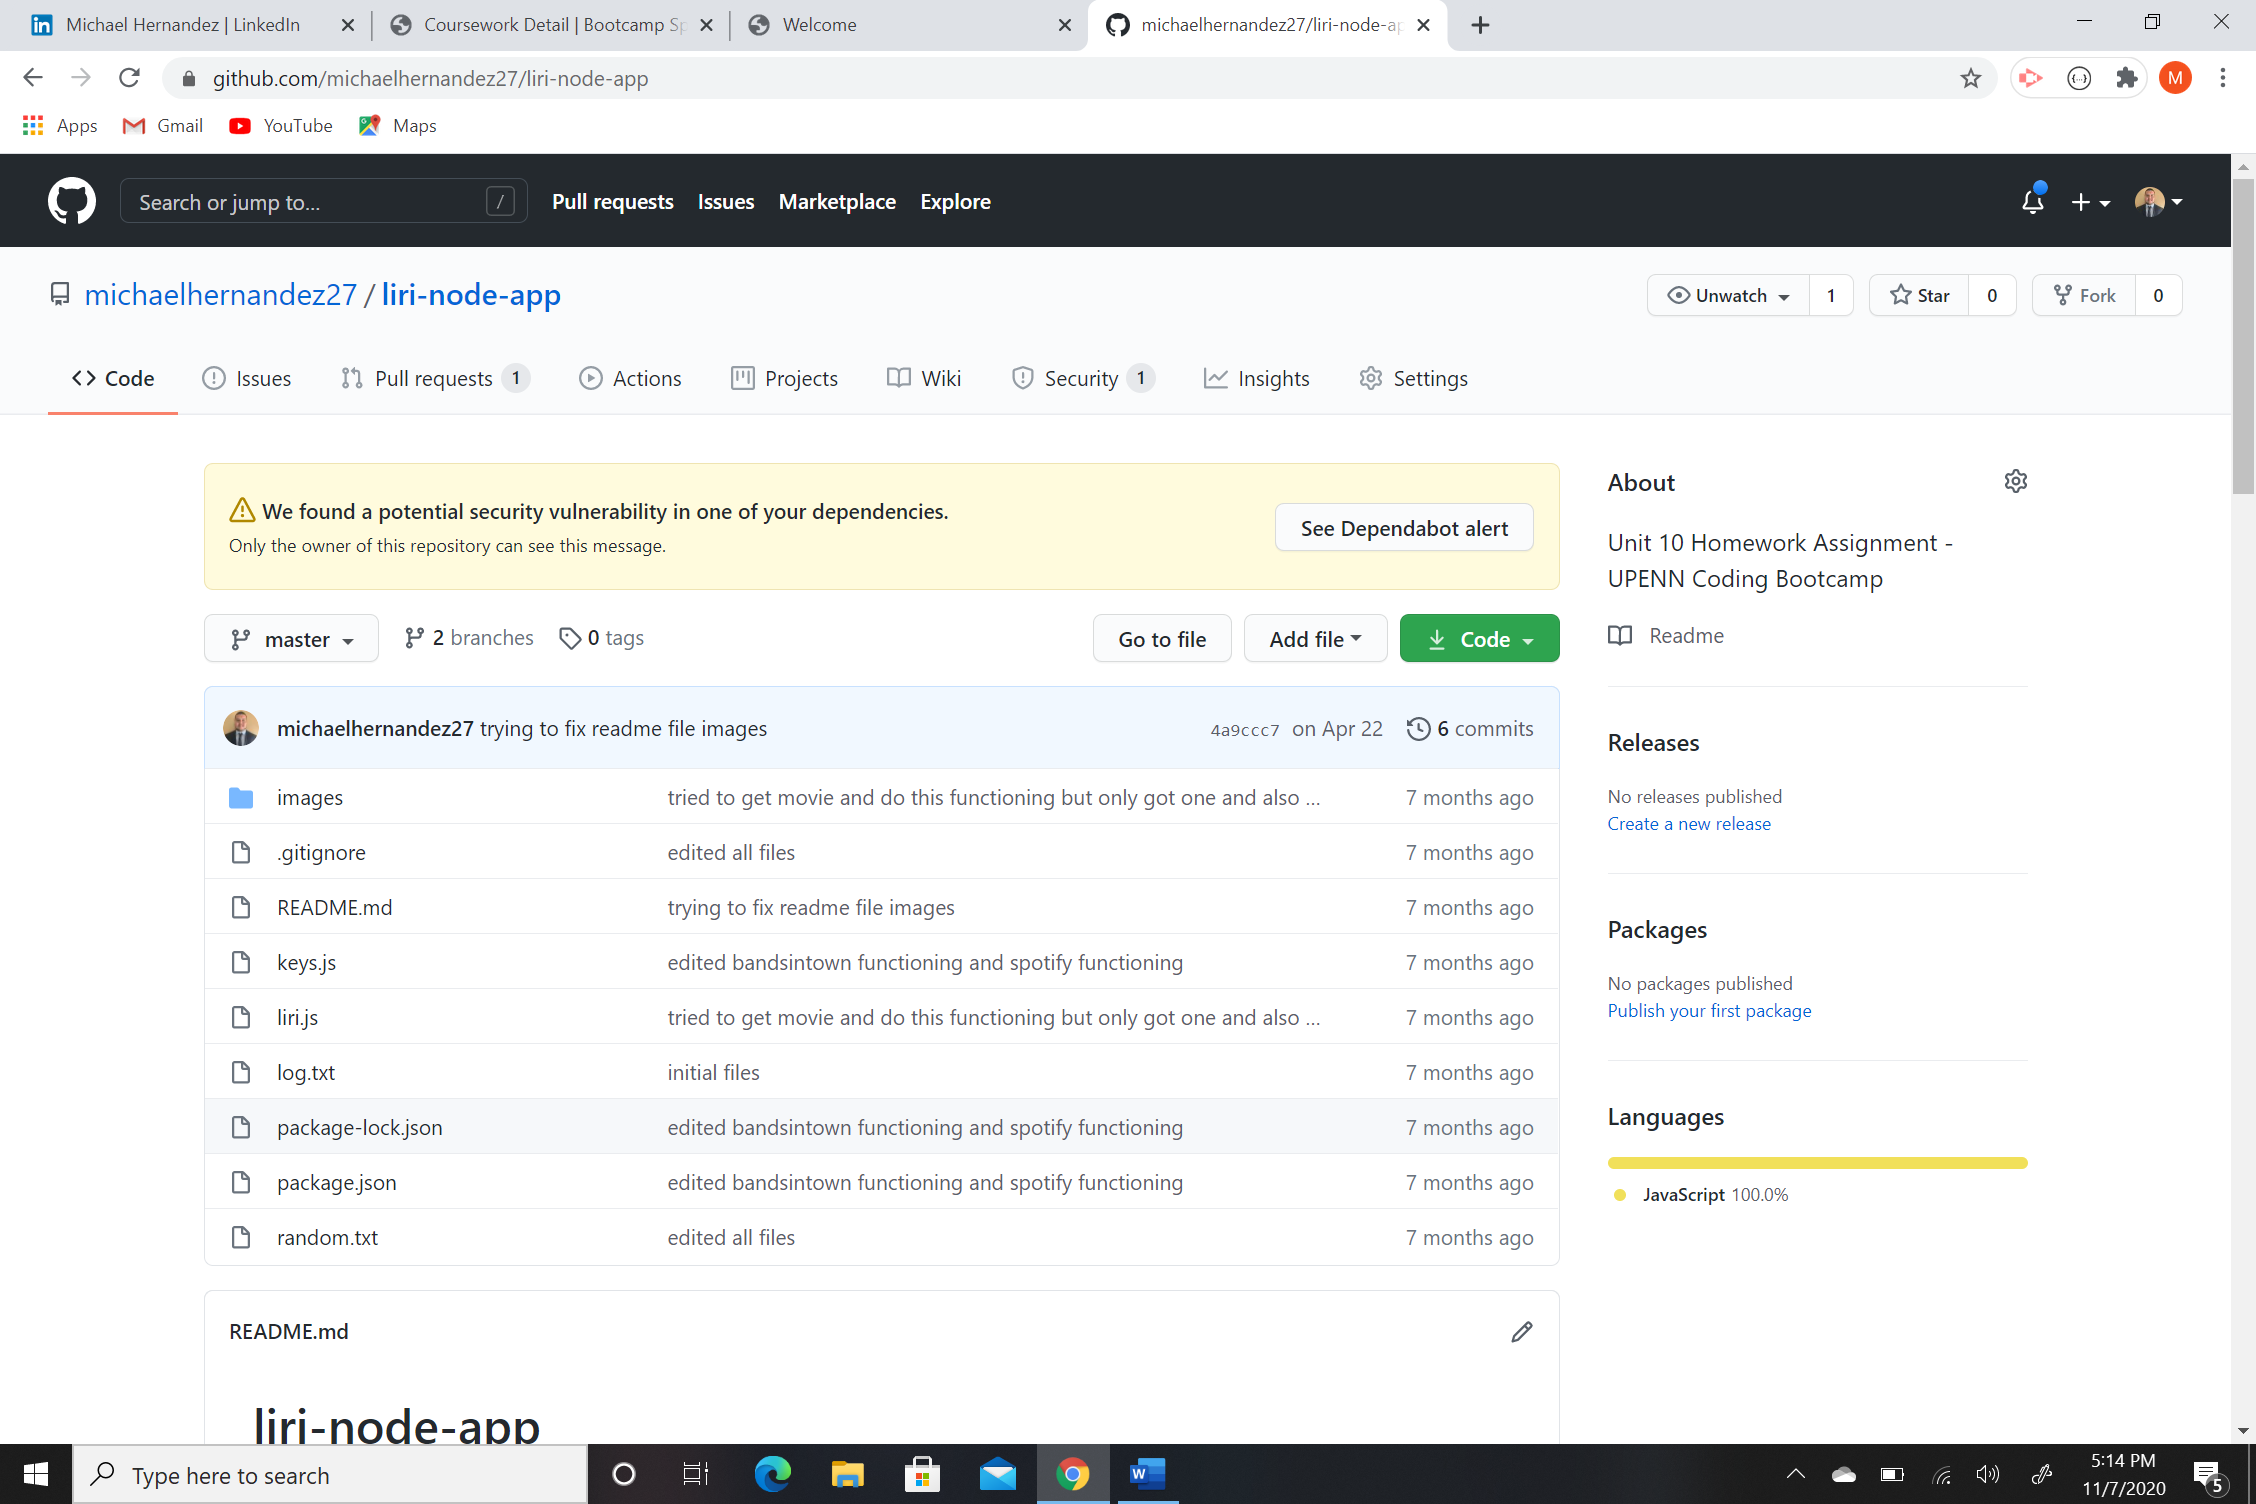 Michael Hernandez | LinkedIn
Coursework Detail | Bootcamp Sp
Welcome
michaelhernandez27/liri-node-ap
github.com/michaelhernandez27/liri-node-app
M
Apps
Gmail
YouTube
Maps
Search or jump to...
/
Pull requests
Issues
Marketplace
Explore
michaelhernandez27 / liri-node-app
Unwatch 1
Star 0
Fork 0
Code
Issues
Pull requests 1
Actions
Projects
Wiki
Security 1
Insights
Settings
We found a potential security vulnerability in one of your dependencies.
Only the owner of this repository can see this message.
See Dependabot alert
master
2 branches
0 tags
Go to file
Add file
Code
michaelhernandez27 trying to fix readme file images 4a9ccc7 on Apr 22 6 commits
images tried to get movie and do this functioning but only got one and also ... 7 months ago
.gitignore edited all files 7 months ago
README.md trying to fix readme file images 7 months ago
keys.js edited bandsintown functioning and spotify functioning 7 months ago
liri.js tried to get movie and do this functioning but only got one and also ... 7 months ago
log.txt initial files 7 months ago
package-lock.json edited bandsintown functioning and spotify functioning 7 months ago
package.json edited bandsintown functioning and spotify functioning 7 months ago
random.txt edited all files 7 months ago
README.md
liri-node-app
About
Unit 10 Homework Assignment -
UPENN Coding Bootcamp
Readme
Releases
No releases published
Create a new release
Packages
No packages published
Publish your first package
Languages
JavaScript 100.0%
Type here to search
5:14 PM
11/7/2020
5